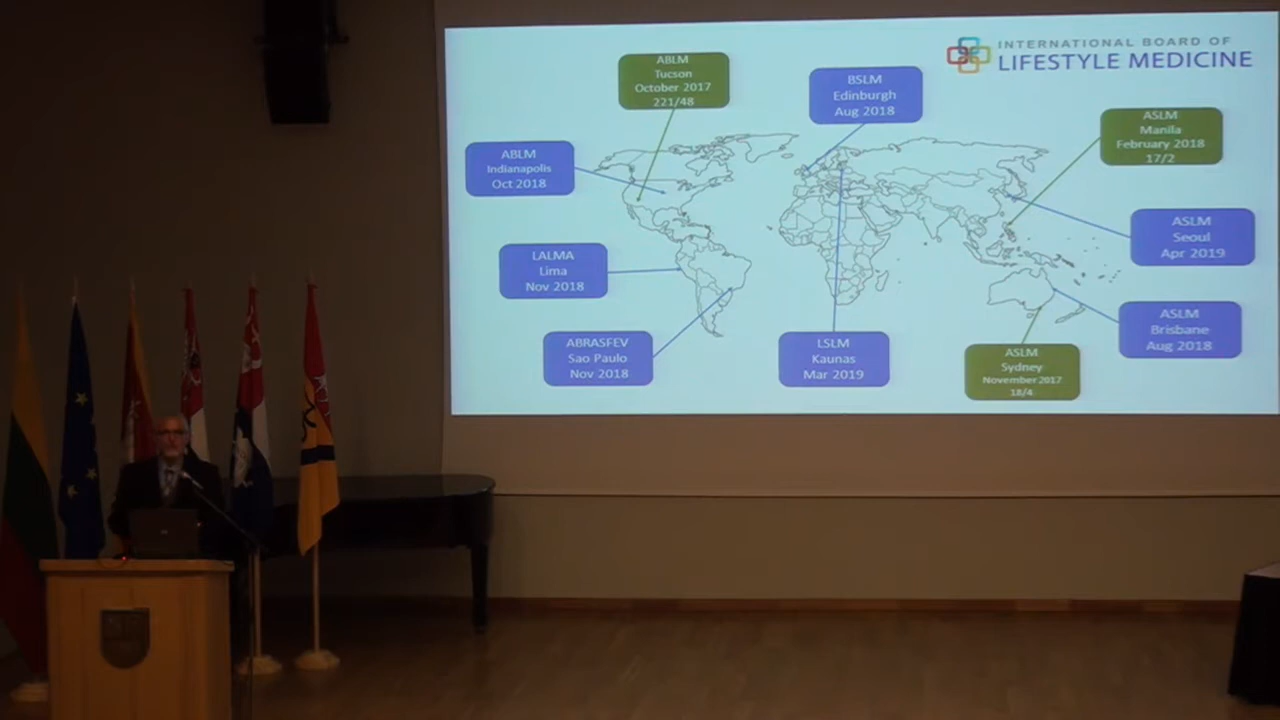 INTERNATIONAL BOARD OF
LIFESTYLE MEDICINE
ABLM
Tucson
October 2017
221/48
BSLM
Edinburgh
Aug 2018
ASLM
Manila
February 2018
17/2
ABLM
Indianapolis
Oct 2018
ASLM
Seoul
Apr 2019
LALMA
Lima
Nov 2018
ASLM
Brisbane
Aug 2018
ABRASFEV
Sao Paulo
Nov 2018
LSLM
Kaunas
Mar 2019
ASLM
Sydney
November 2017
18/4